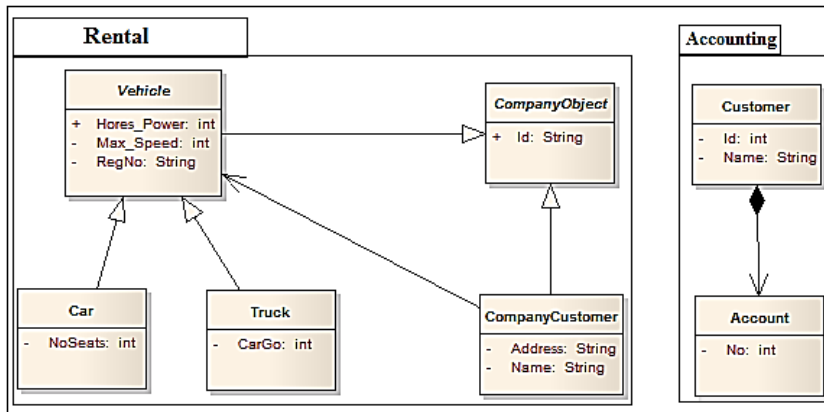 Rental
Vehicle
+ Hores_Power: int
- Max_Speed: int
- RegNo: String
CompanyObject
+ Id: String
Car
- NoSeats: int
Truck
- CarGo: int
CompanyCustomer
- Address: String
- Name: String
Accounting
Customer
- Id: int
- Name: String
Account
- No: int